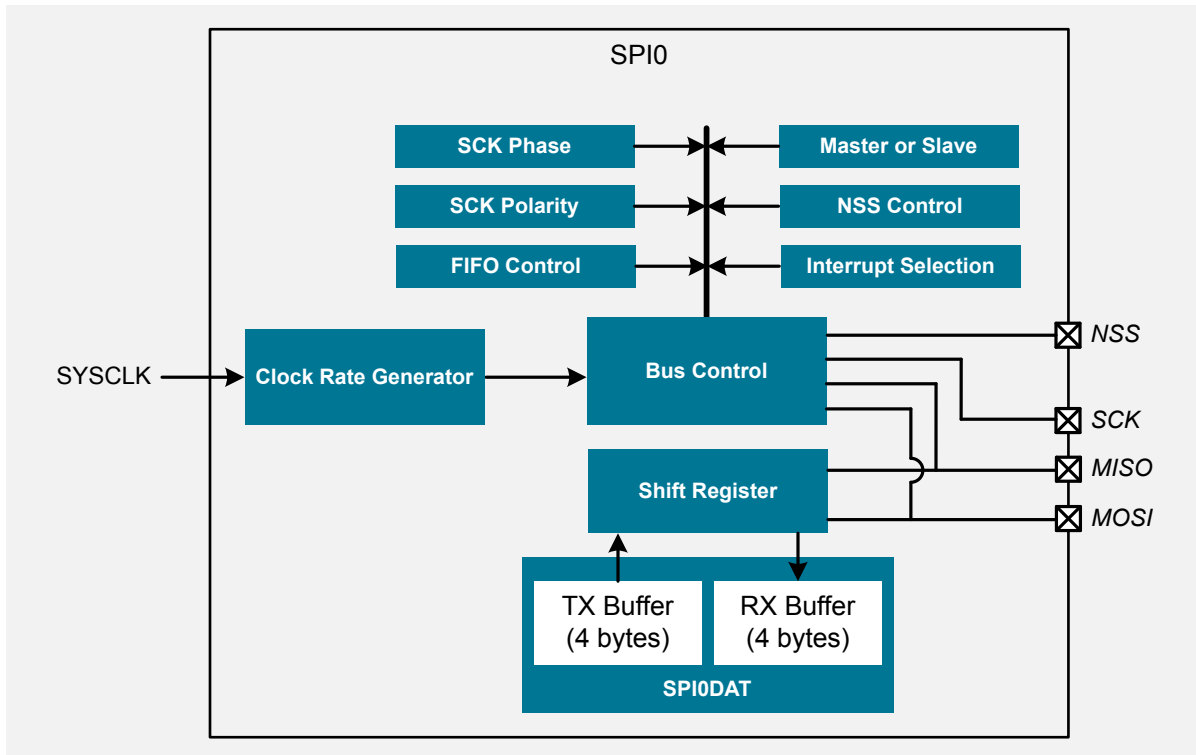 SPI0
SCK Phase
Master or Slave
SCK Polarity
NSS Control
FIFO Control
Interrupt Selection
SYSCLK
Clock Rate Generator
Bus Control
NSS
SCK
Shift Register
MISO
MOSI
TX Buffer
(4 bytes)
RX Buffer
(4 bytes)
SPI0DAT